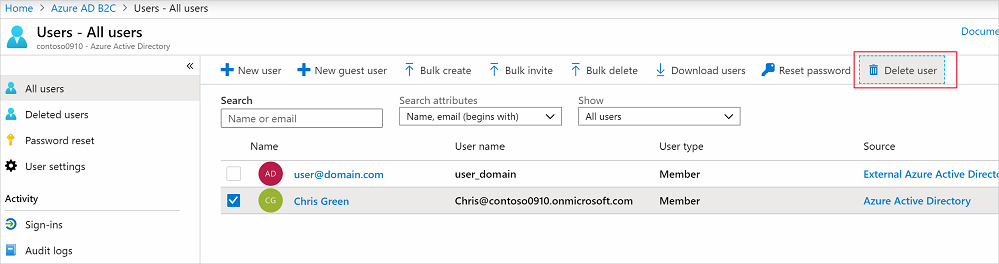 Home > Azure AD B2C > Users - All users
Users - All users
contoso0910 - Azure Active Directory
Docume
«
All users
Deleted users
Password reset
User settings
Activity
Sign-ins
Audit logs
New user New guest user Bulk create Bulk invite Bulk delete Download users Reset password Delete user
Search Search attributes Show
Name or email Name, email (begins with) All users
Name User name User type Source
AD user@domain.com user_domain Member External Azure Active Directo
CG Chris Green Chris@contoso0910.onmicrosoft.com Member Azure Active Directory